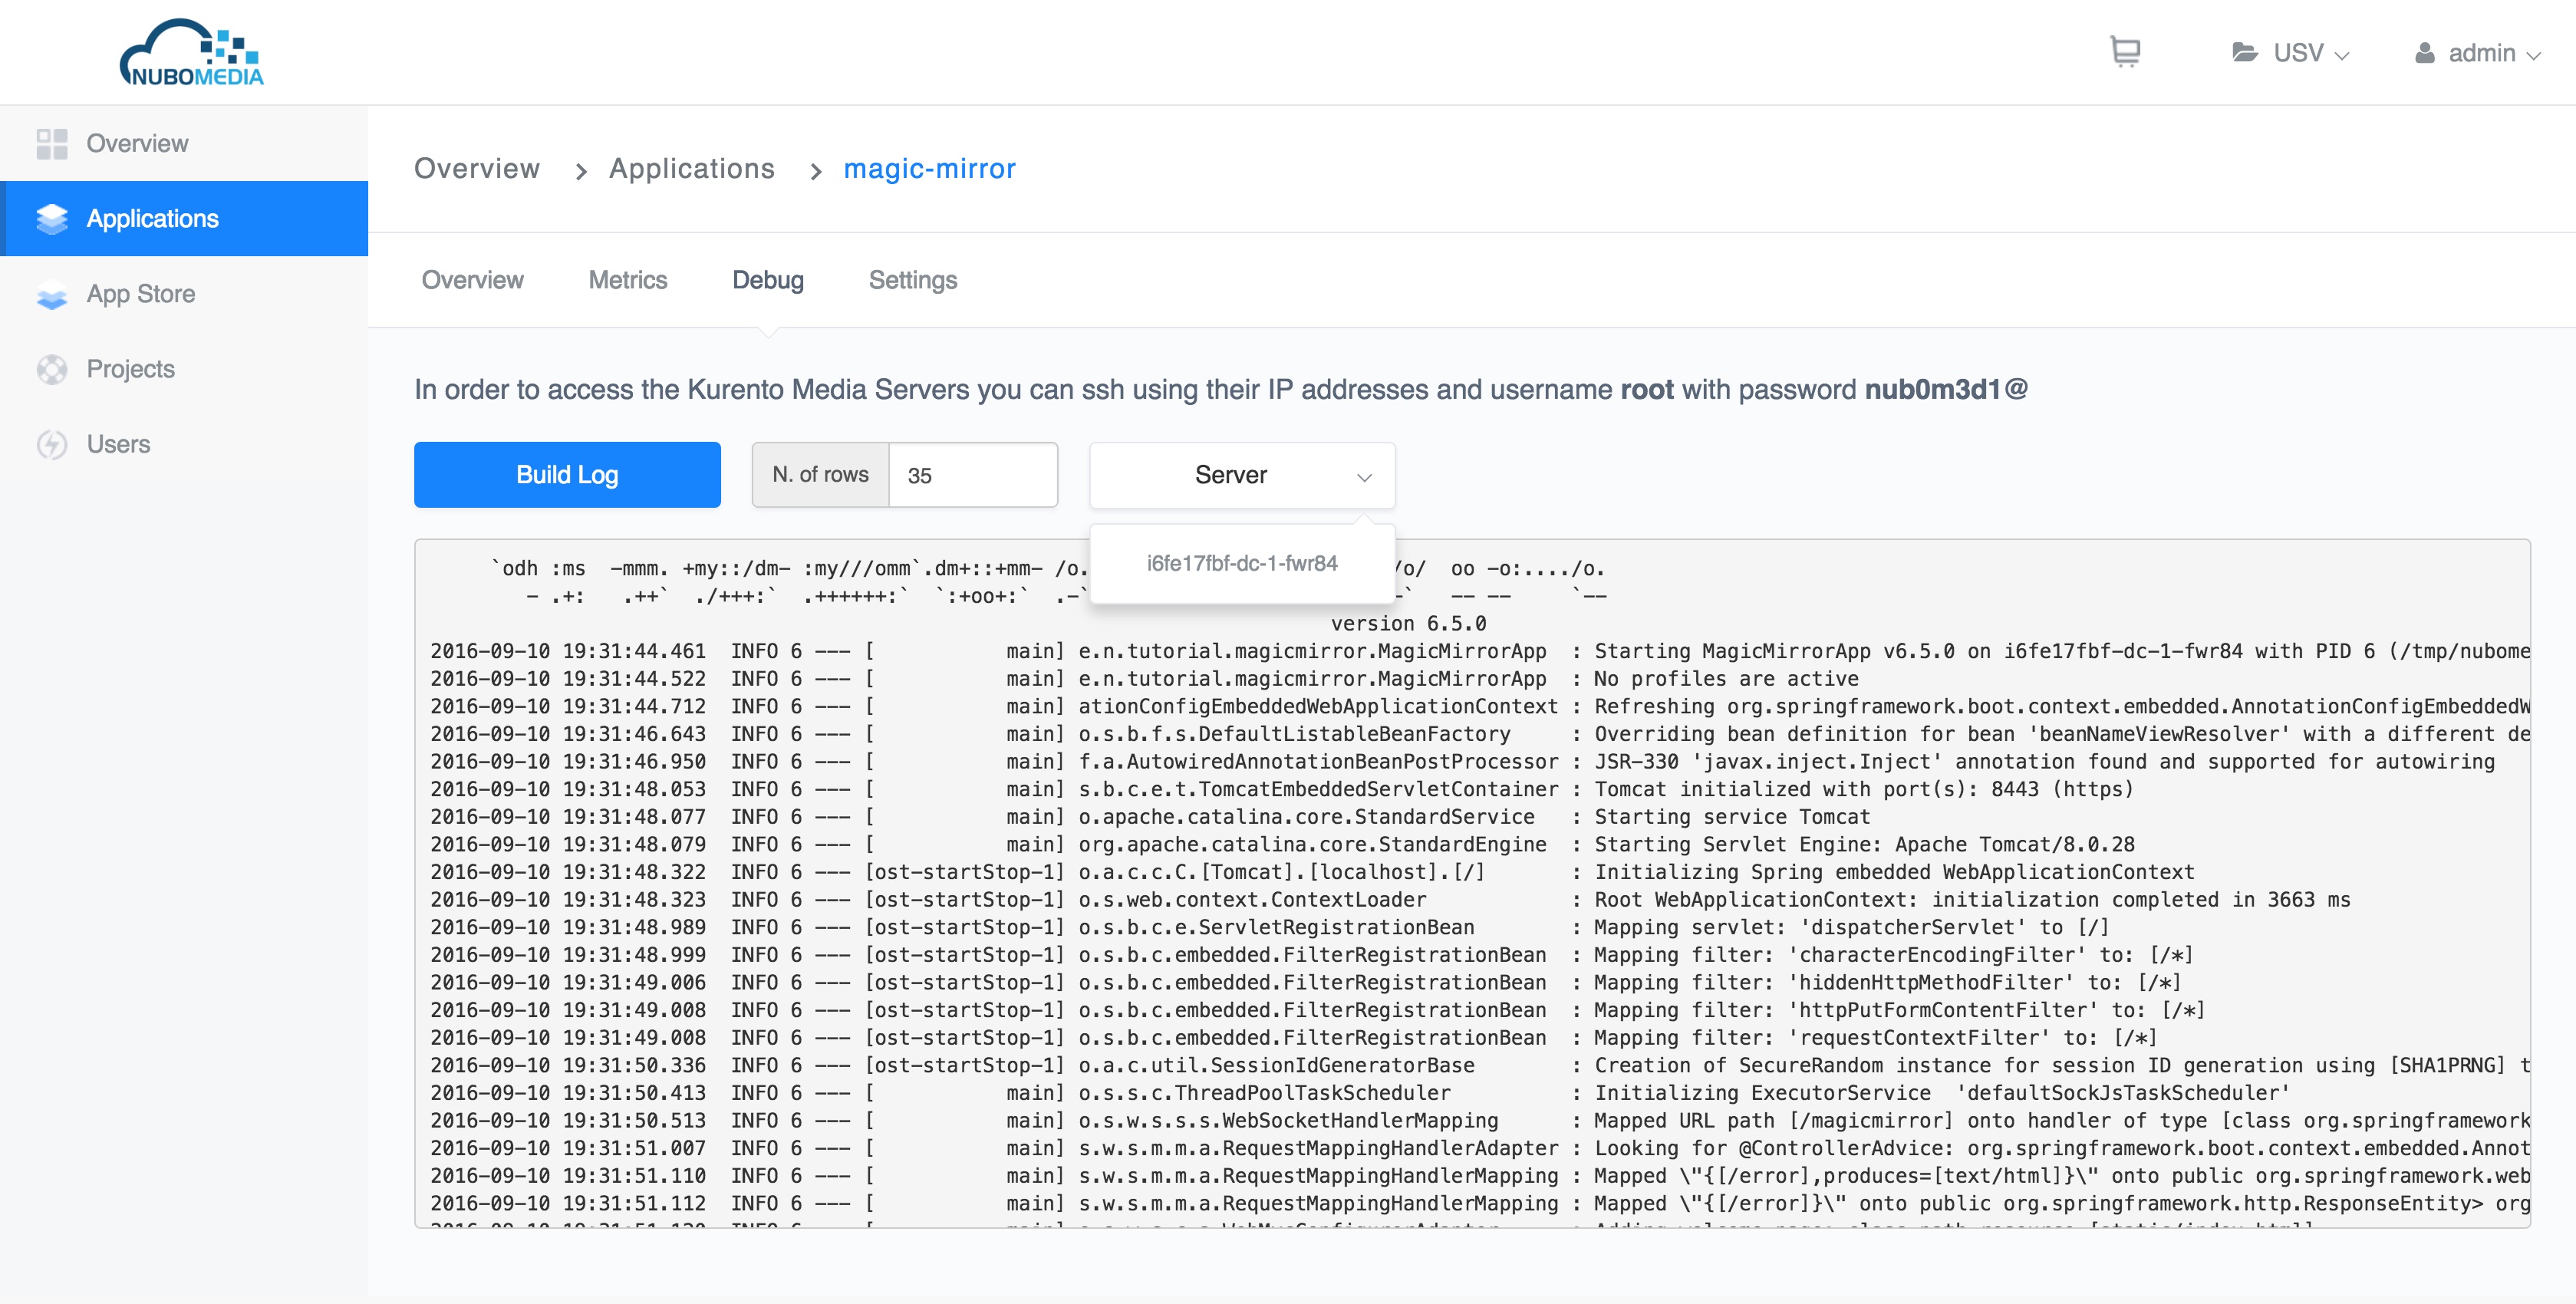 NUBOMEDIA
USV
admin
Overview
Applications
App Store
Projects
Users
Overview > Applications > magic-mirror
Overview Metrics Debug Settings
In order to access the Kurento Media Servers you can ssh using their IP addresses and username root with password nub0m3d1@
Build Log N. of rows 35 Server
i6fe17fbf-dc-1-fwr84
`odh :ms  -mmm. +my::/dm- :my///omm`.dm+::+mm- /o. /o/  oo -o:..../o.
- .+:   .++`  ./+++:`  .++++++:`  `:+oo+:`  .-` -`   -- --     `--
version 6.5.0
2016-09-10 19:31:44.461  INFO 6 --- [           main] e.n.tutorial.magicmirror.MagicMirrorApp  : Starting MagicMirrorApp v6.5.0 on i6fe17fbf-dc-1-fwr84 with PID 6 (/tmp/nubome
2016-09-10 19:31:44.522  INFO 6 --- [           main] e.n.tutorial.magicmirror.MagicMirrorApp  : No profiles are active
2016-09-10 19:31:44.712  INFO 6 --- [           main] ationConfigEmbeddedWebApplicationContext : Refreshing org.springframework.boot.context.embedded.AnnotationConfigEmbeddedW
2016-09-10 19:31:46.643  INFO 6 --- [           main] o.s.b.f.s.DefaultListableBeanFactory     : Overriding bean definition for bean 'beanNameViewResolver' with a different de
2016-09-10 19:31:46.950  INFO 6 --- [           main] f.a.AutowiredAnnotationBeanPostProcessor : JSR-330 'javax.inject.Inject' annotation found and supported for autowiring
2016-09-10 19:31:48.053  INFO 6 --- [           main] s.b.c.e.t.TomcatEmbeddedServletContainer : Tomcat initialized with port(s): 8443 (https)
2016-09-10 19:31:48.077  INFO 6 --- [           main] o.apache.catalina.core.StandardService   : Starting service Tomcat
2016-09-10 19:31:48.079  INFO 6 --- [           main] org.apache.catalina.core.StandardEngine  : Starting Servlet Engine: Apache Tomcat/8.0.28
2016-09-10 19:31:48.322  INFO 6 --- [ost-startStop-1] o.a.c.c.C.[Tomcat].[localhost].[/]       : Initializing Spring embedded WebApplicationContext
2016-09-10 19:31:48.323  INFO 6 --- [ost-startStop-1] o.s.web.context.ContextLoader            : Root WebApplicationContext: initialization completed in 3663 ms
2016-09-10 19:31:48.989  INFO 6 --- [ost-startStop-1] o.s.b.c.e.ServletRegistrationBean        : Mapping servlet: 'dispatcherServlet' to [/]
2016-09-10 19:31:48.999  INFO 6 --- [ost-startStop-1] o.s.b.c.embedded.FilterRegistrationBean  : Mapping filter: 'characterEncodingFilter' to: [/*]
2016-09-10 19:31:49.006  INFO 6 --- [ost-startStop-1] o.s.b.c.embedded.FilterRegistrationBean  : Mapping filter: 'hiddenHttpMethodFilter' to: [/*]
2016-09-10 19:31:49.008  INFO 6 --- [ost-startStop-1] o.s.b.c.embedded.FilterRegistrationBean  : Mapping filter: 'httpPutFormContentFilter' to: [/*]
2016-09-10 19:31:49.008  INFO 6 --- [ost-startStop-1] o.s.b.c.embedded.FilterRegistrationBean  : Mapping filter: 'requestContextFilter' to: [/*]
2016-09-10 19:31:50.336  INFO 6 --- [ost-startStop-1] o.a.c.util.SessionIdGeneratorBase        : Creation of SecureRandom instance for session ID generation using [SHA1PRNG] t
2016-09-10 19:31:50.413  INFO 6 --- [           main] o.s.s.c.ThreadPoolTaskScheduler          : Initializing ExecutorService  'defaultSockJsTaskScheduler'
2016-09-10 19:31:50.513  INFO 6 --- [           main] o.s.w.s.s.s.WebSocketHandlerMapping      : Mapped URL path [/magicmirror] onto handler of type [class org.springframework
2016-09-10 19:31:51.007  INFO 6 --- [           main] s.w.s.m.m.a.RequestMappingHandlerAdapter : Looking for @ControllerAdvice: org.springframework.boot.context.embedded.Annot
2016-09-10 19:31:51.110  INFO 6 --- [           main] s.w.s.m.m.a.RequestMappingHandlerMapping : Mapped \"{[/error],produces=[text/html]}\" onto public org.springframework.web
2016-09-10 19:31:51.112  INFO 6 --- [           main] s.w.s.m.m.a.RequestMappingHandlerMapping : Mapped \"{[/error]}\" onto public org.springframework.http.ResponseEntity> org